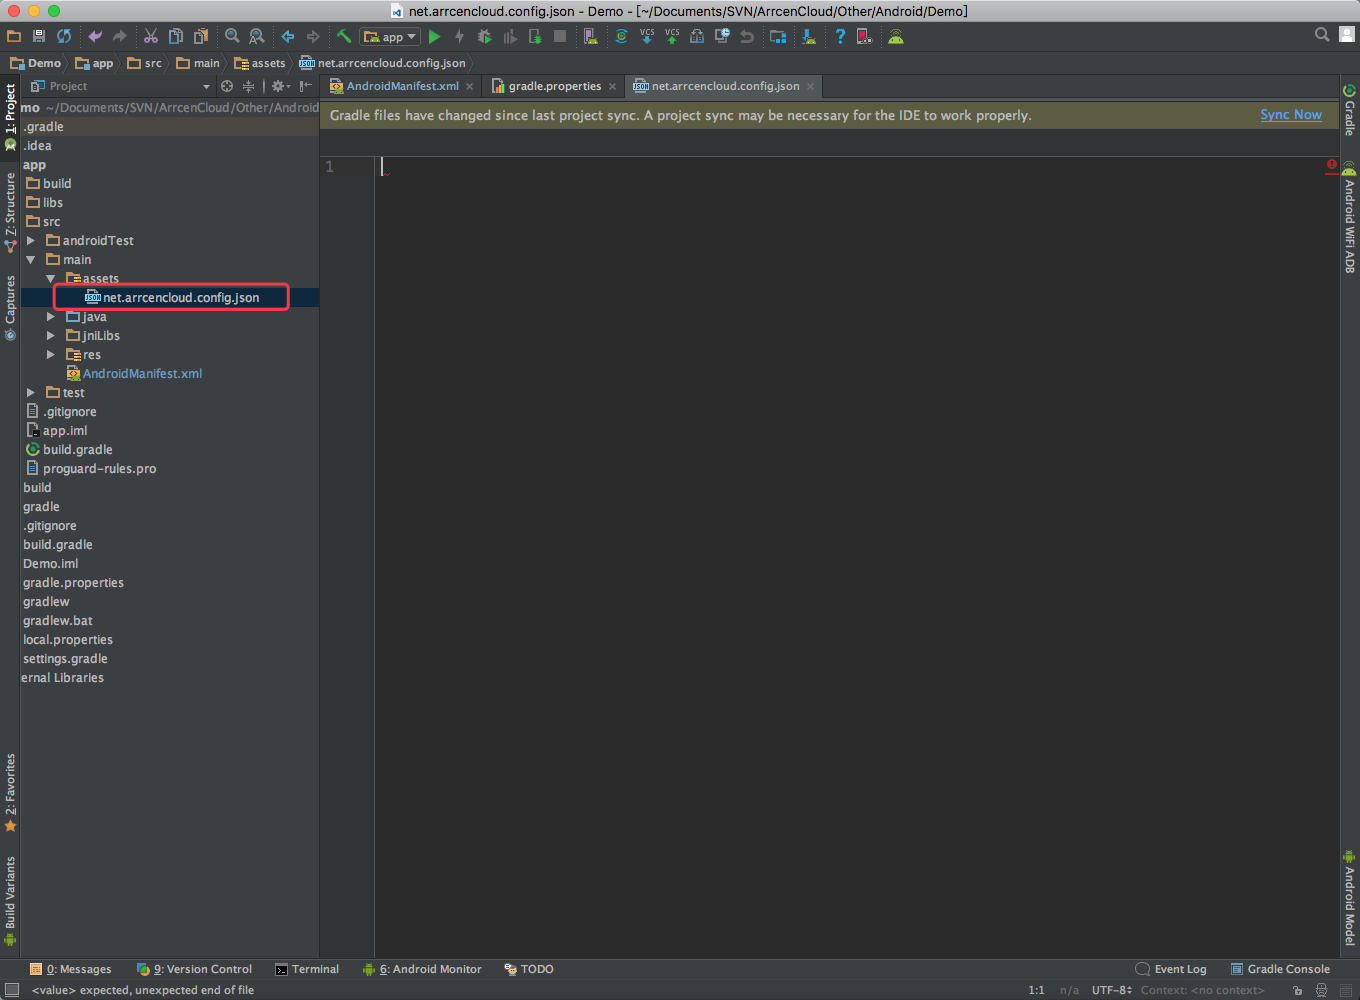 net.arrcencloud.config.json - Demo - [~/Documents/SVN/ArrcenCloud/Other/Android/Demo]
app
VCS
VCS
Demo
app
src
main
assets
net.arrcencloud.config.json
Project
AndroidManifest.xml
gradle.properties
net.arrcencloud.config.json
mo ~/Documents/SVN/ArrcenCloud/Other/Android
Gradle files have changed since last project sync. A project sync may be necessary for the IDE to work properly.
Sync Now
.gradle
.idea
app
build
libs
src
androidTest
main
assets
net.arrcencloud.config.json
java
jniLibs
res
AndroidManifest.xml
test
.gitignore
app.iml
build.gradle
proguard-rules.pro
build
gradle
.gitignore
build.gradle
Demo.iml
gradle.properties
gradlew
gradlew.bat
local.properties
settings.gradle
ernal Libraries
1
1: Project
7: Structure
Captures
2: Favorites
Build Variants
Gradle
Android WiFi ADB
Android Model
0: Messages
9: Version Control
Terminal
6: Android Monitor
TODO
Event Log
Gradle Console
<value> expected, unexpected end of file
1:1
n/a
UTF-8
Context: <no context>